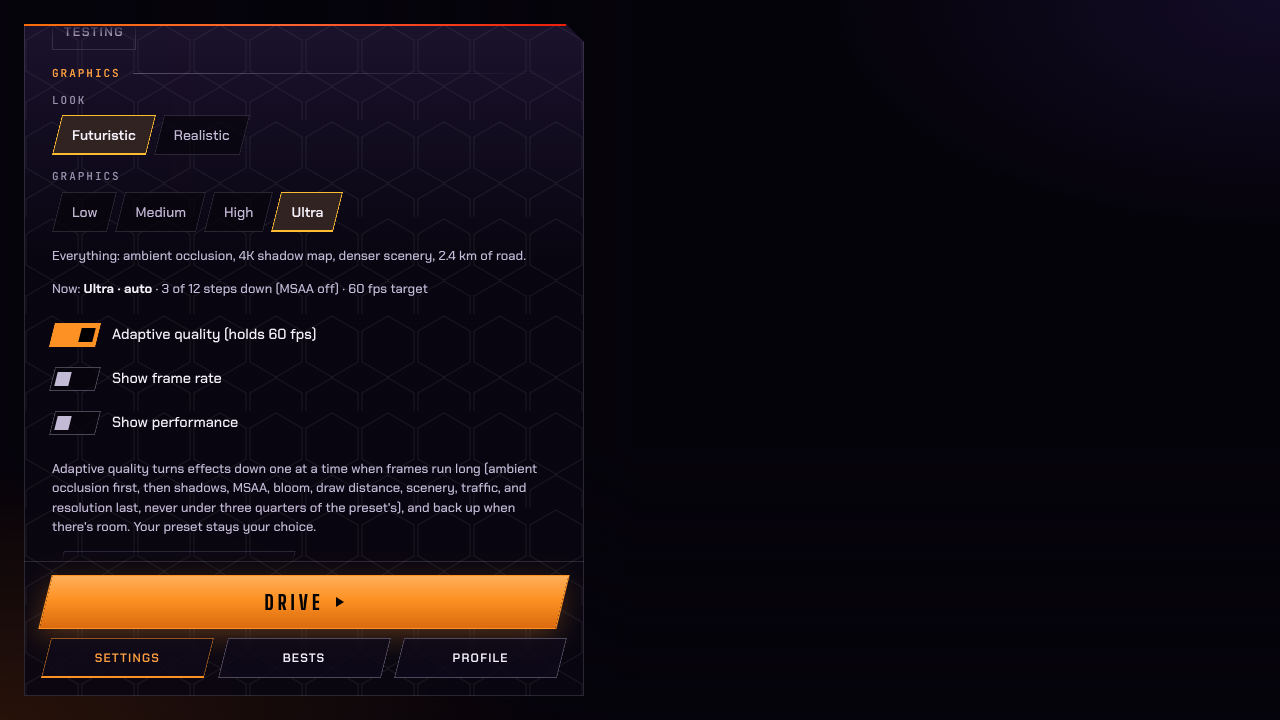 TESTING
GRAPHICS
LOOK
Futuristic Realistic
GRAPHICS
Low Medium High Ultra
Everything: ambient occlusion, 4K shadow map, denser scenery, 2.4 km of road.
Now: Ultra · auto · 3 of 12 steps down (MSAA off) · 60 fps target
Adaptive quality (holds 60 fps)
Show frame rate
Show performance
Adaptive quality turns effects down one at a time when frames run long (ambient
occlusion first, then shadows, MSAA, bloom, draw distance, scenery, traffic, and
resolution last, never under three quarters of the preset's), and back up when
there's room. Your preset stays your choice.
DRIVE
SETTINGS BESTS PROFILE